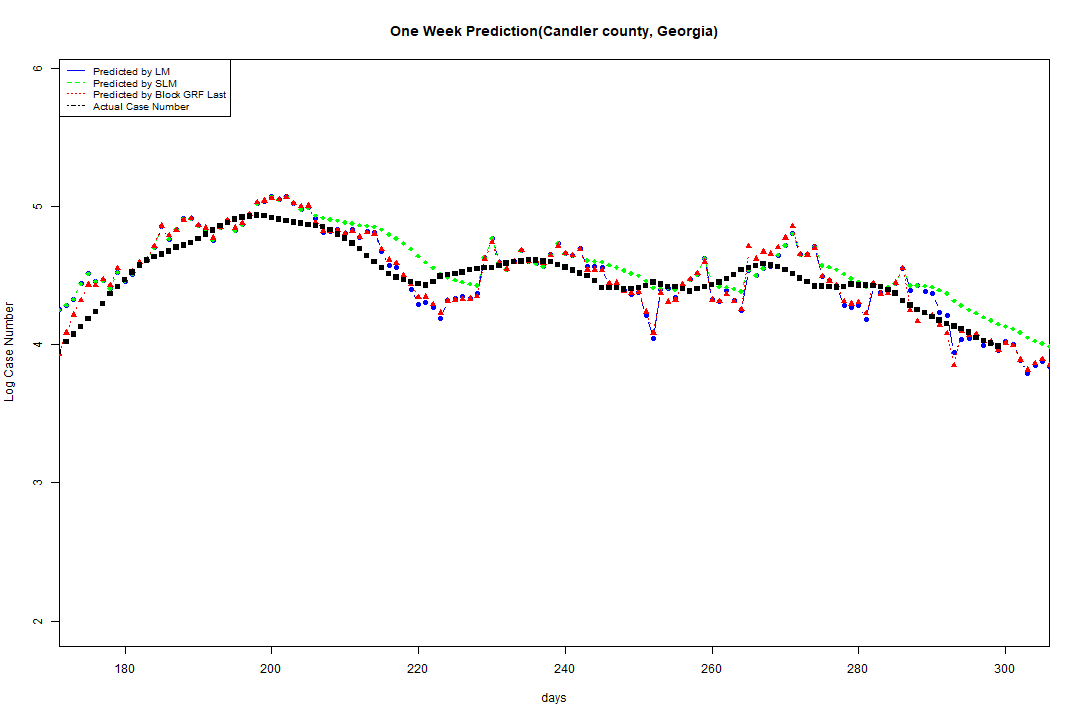 One Week Prediction(Candler county, Georgia)
Predicted by LM
Predicted by SLM
Predicted by Block GRF Last
Actual Case Number
6
5
4
3
2
Log Case Number
180 200 220 240 260 280 300
days